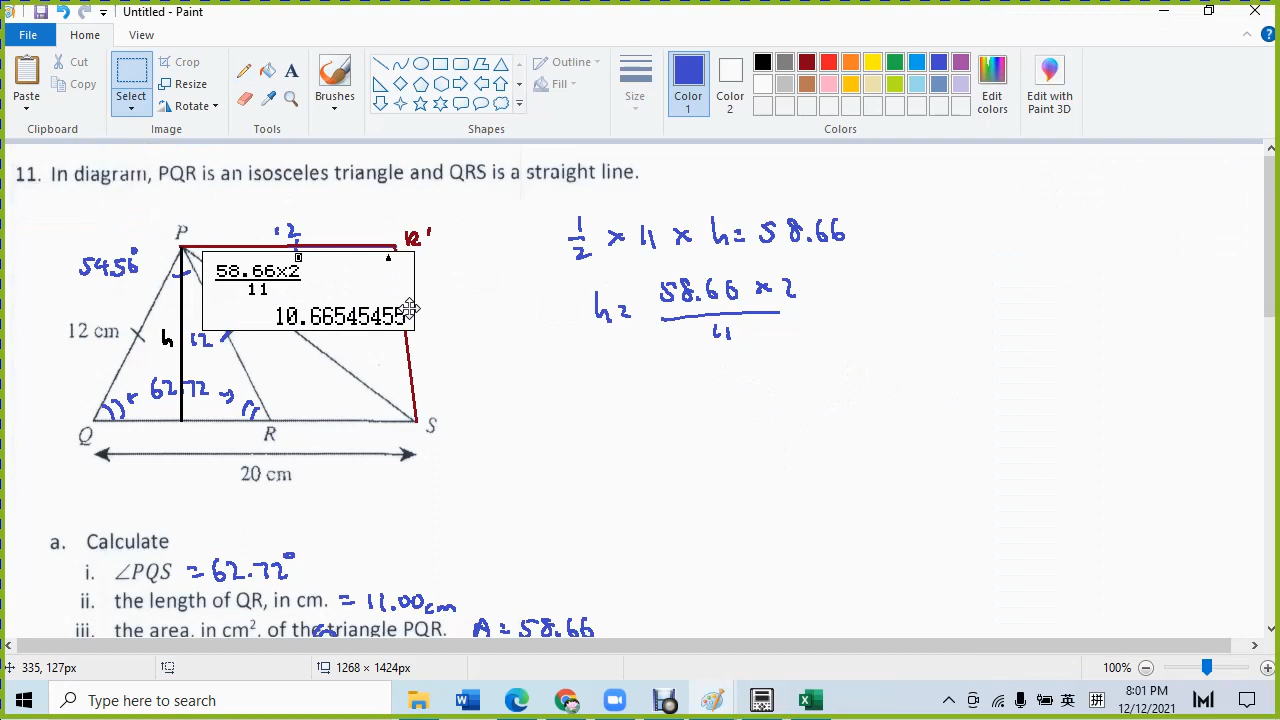 Untitled - Paint
File
Home
View
Paste
Cut
Copy
Clipboard
Select
Crop
Resize
Rotate
Image
A
Tools
Brushes
Outline
Fill
Shapes
Size
Color 1
Color 2
Edit colors
Colors
Edit with Paint 3D
11. In diagram, PQR is an isosceles triangle and QRS is a straight line.
P
12
R'
54.56°
58.66×2
11
10.66545455
12 cm
h
12
62.72
Q
R
S
20 cm
1/2 × 11 × h = 58.66
h = 58.66 × 2
11
a. Calculate
i. ∠PQS = 62.72°
ii. the length of QR, in cm. = 11.00cm
iii. the area, in cm², of the triangle PQR. A = 58.66
335, 127px
1268 × 1424px
100%
Type here to search
英
拼
8:01 PM
12/12/2021